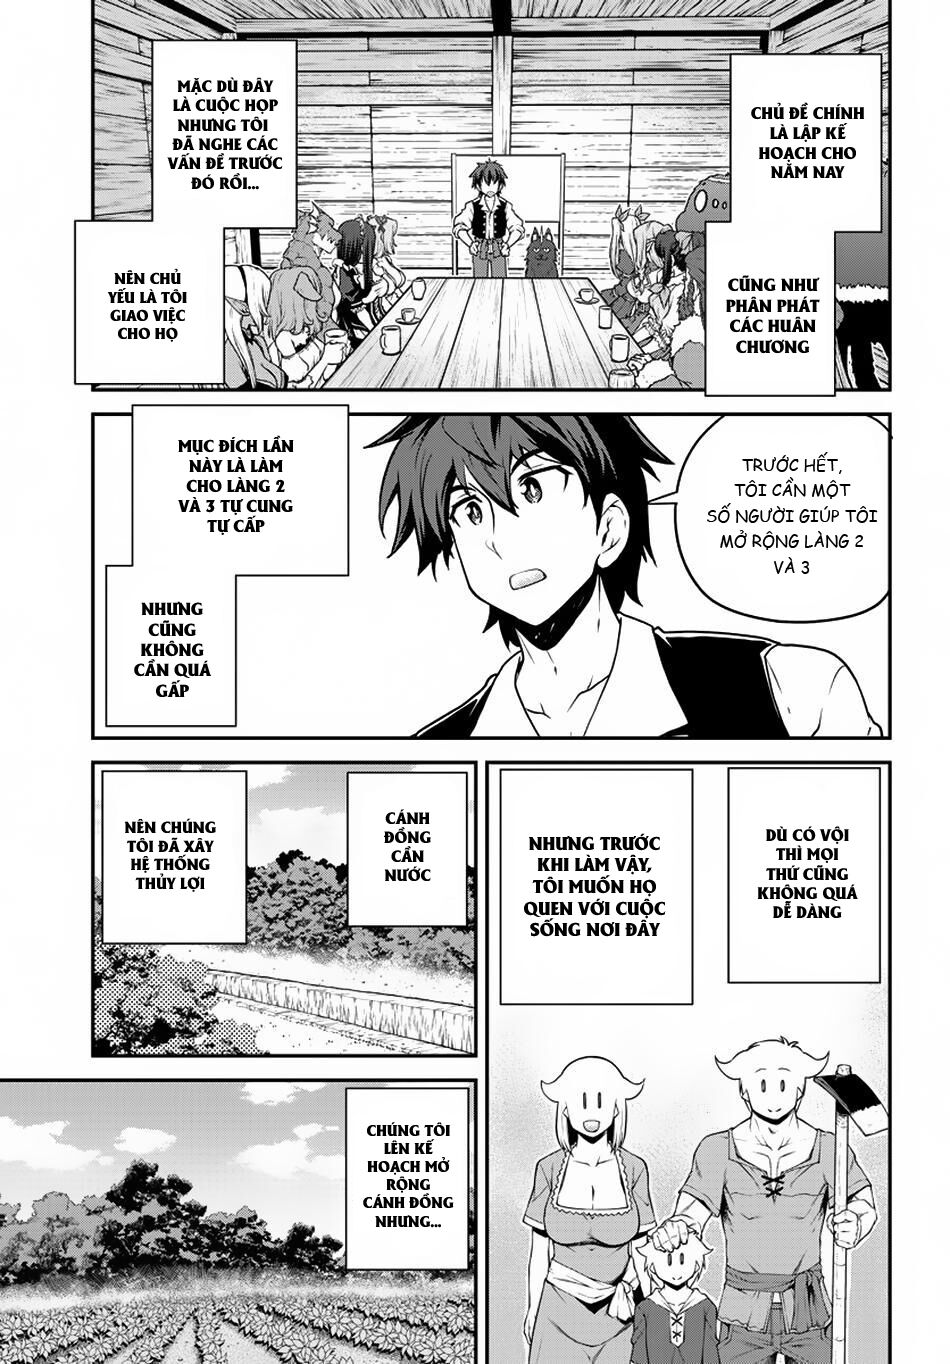 CHỦ ĐỀ CHÍNH
LÀ LẬP KẾ
HOẠCH CHO
NĂM NAY
CŨNG NHƯ
PHÂN PHÁT
CÁC HUÂN
CHƯƠNG
MẶC DÙ ĐÂY
LÀ CUỘC HỌP
NHƯNG TÔI
ĐÃ NGHE CÁC
VẤN ĐỀ TRƯỚC
ĐÓ RỒI...
NÊN CHỦ
YẾU LÀ TÔI
GIAO VIỆC
CHO HỌ
TRƯỚC HẾT,
TÔI CẦN MỘT
SỐ NGƯỜI GIÚP TÔI
MỞ RỘNG LÀNG 2
VÀ 3
MỤC ĐÍCH LẦN
NÀY LÀ LÀM
CHO LÀNG 2
VÀ 3 TỰ CUNG
TỰ CẤP
NHƯNG
CŨNG
KHÔNG
CẦN QUÁ
GẤP
DÙ CÓ VỘI
THÌ MỌI
THỨ CŨNG
KHÔNG QUÁ
DỄ DÀNG
NHƯNG TRƯỚC
KHI LÀM VẬY,
TÔI MUỐN HỌ
QUEN VỚI CUỘC
SỐNG NƠI ĐÂY
CÁNH
ĐỒNG
CẦN
NƯỚC
NÊN CHÚNG
TÔI ĐÃ XÂY
HỆ THỐNG
THỦY LỢI
CHÚNG TÔI
LÊN KẾ
HOẠCH MỞ
RỘNG
CÁNH ĐỒNG
NHƯNG...